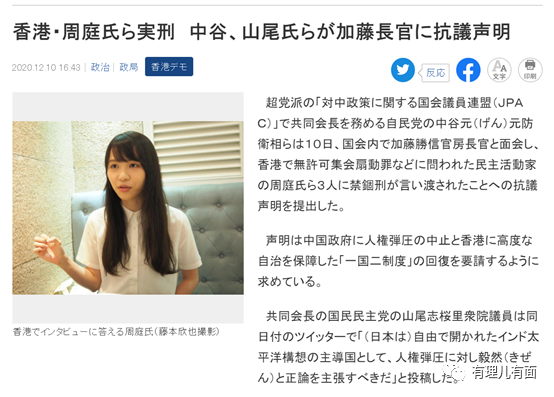 香港・周庭氏ら実刑　中谷、山尾氏らが加藤長官に抗議声明
2020.12.10 16:43 | 政治 | 政局 香港デモ
反応
文字
印刷
超党派の「対中政策に関する国会議員連盟（JPA
C）」で共同会長を務める自民党の中谷元（げん）元防
衛相らは１０日、国会内で加藤勝信官房長官と面会し、
香港で無許可集会扇動罪などに問われた民主活動家
の周庭氏ら３人に禁錮刑が言い渡されたことへの抗議
声明を提出した。
声明は中国政府に人権弾圧の中止と香港に高度な
自治を保障した「一国二制度」の回復を要請するように
求めている。
共同会長の国民民主党の山尾志桜里衆院議員は同
日付のツイッターで「（日本は）自由で開かれたインド太
平洋構想の主導国として、人権弾圧に対し毅然（きぜ
ん）と正論を主張すべきだ」と投稿した。
香港でインタビューに答える周庭氏（藤本欣也撮影）
有理儿有面